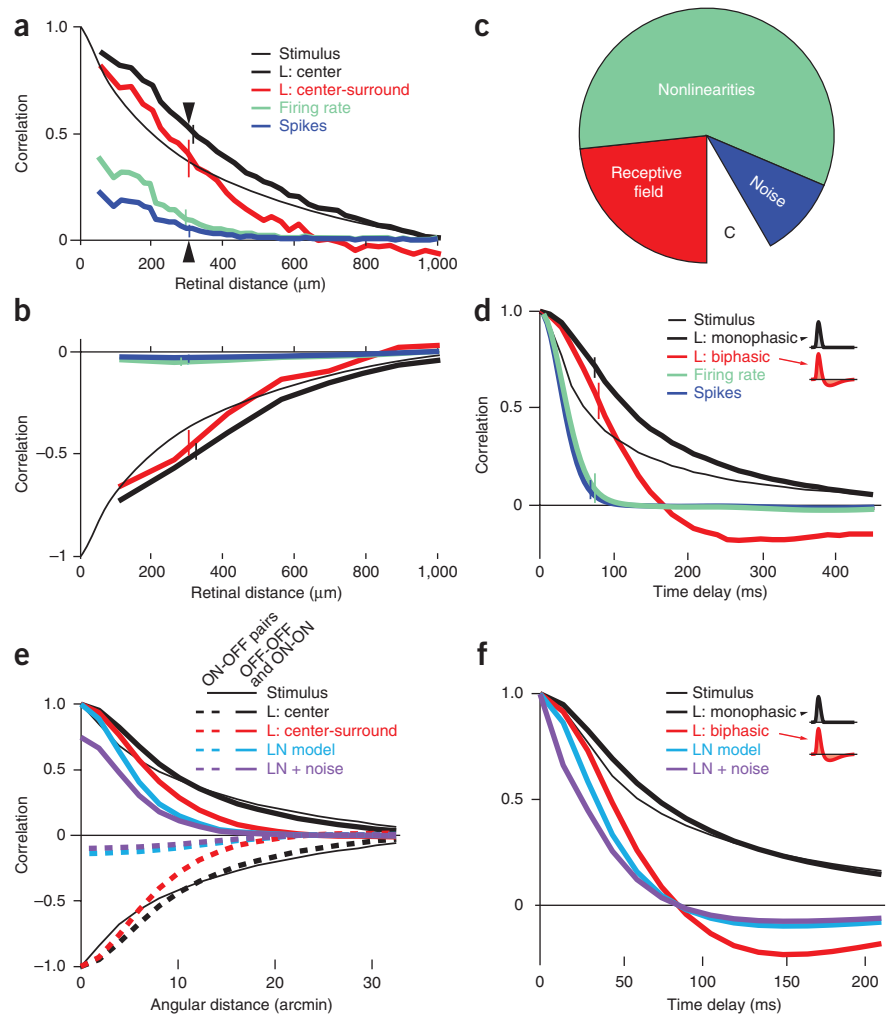 a
Stimulus
L: center
L: center-surround
Firing rate
Spikes
Correlation
1.0
0.5
0
0 200 400 600 800 1,000
Retinal distance (μm)
c
Nonlinearities
Receptive
field
Noise
C
b
Correlation
0
−0.5
−1
0 200 400 600 800 1,000
Retinal distance (μm)
d
Stimulus
L: monophasic
L: biphasic
Firing rate
Spikes
Correlation
1.0
0.5
0
0 100 200 300 400
Time delay (ms)
e
ON-OFF pairs
OFF-OFF
and ON-ON
Stimulus
L: center
L: center-surround
LN model
LN + noise
Correlation
1.0
0.5
0
−0.5
−1.0
0 10 20 30
Angular distance (arcmin)
f
Stimulus
L: monophasic
L: biphasic
LN model
LN + noise
Correlation
1.0
0.5
0
0 50 100 150 200
Time delay (ms)